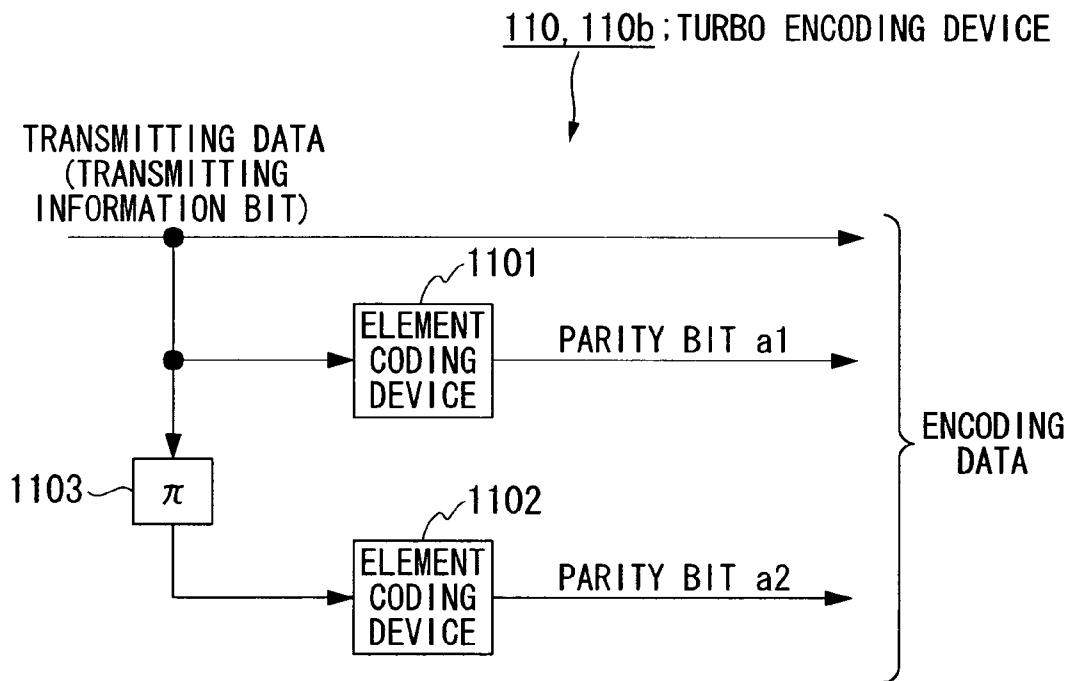 110, 110b ; TURBO ENCODING DEVICE
TRANSMITTING DATA
(TRANSMITTING
INFORMATION BIT)
1101
ELEMENT
CODING
DEVICE
PARITY BIT a1
ENCODING
DATA
1103
π
1102
ELEMENT
CODING
DEVICE
PARITY BIT a2